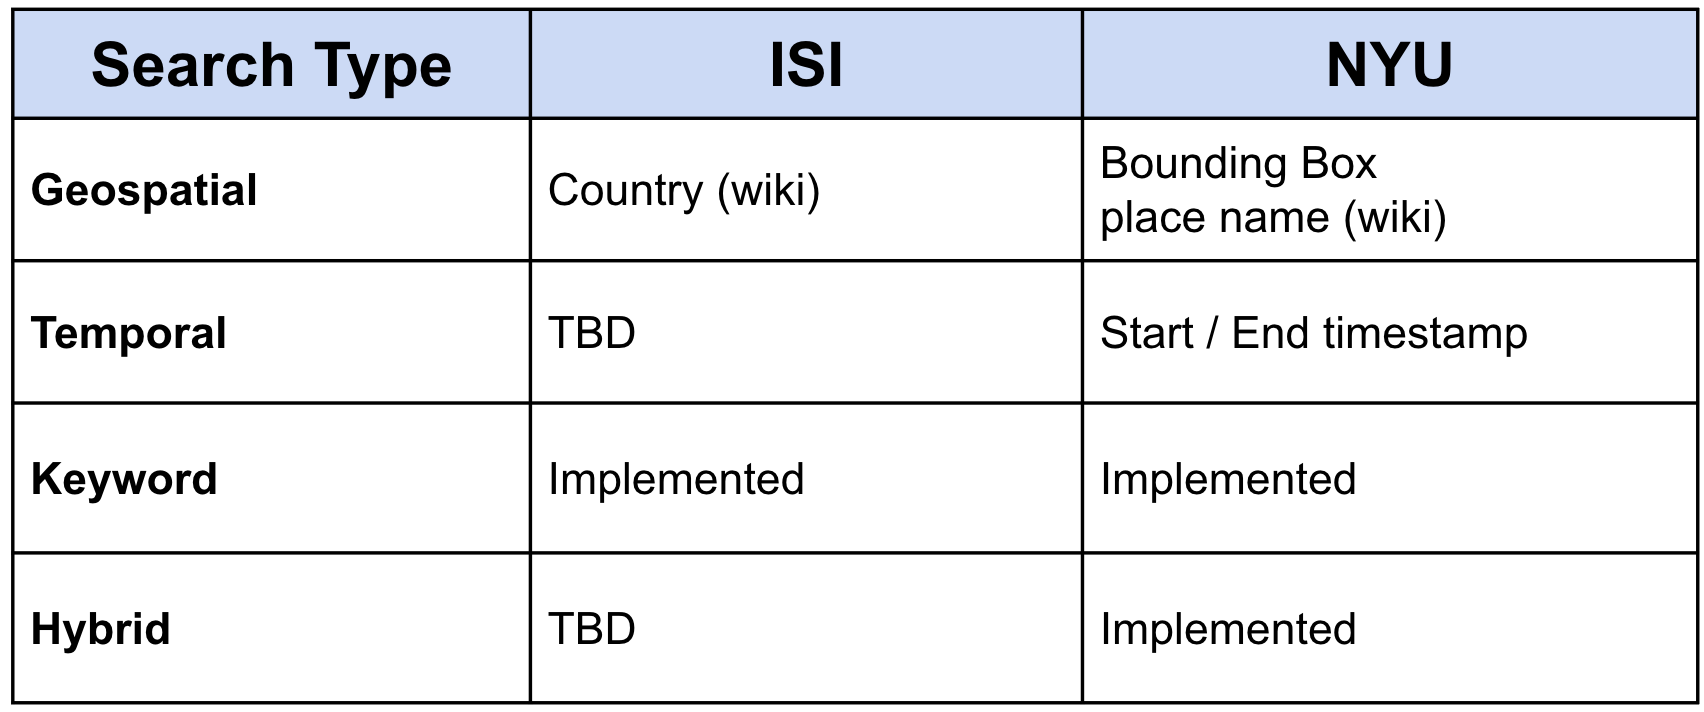 Search Type ISI NYU
Geospatial Country (wiki) Bounding Box
place name (wiki)
Temporal TBD Start / End timestamp
Keyword Implemented Implemented
Hybrid TBD Implemented